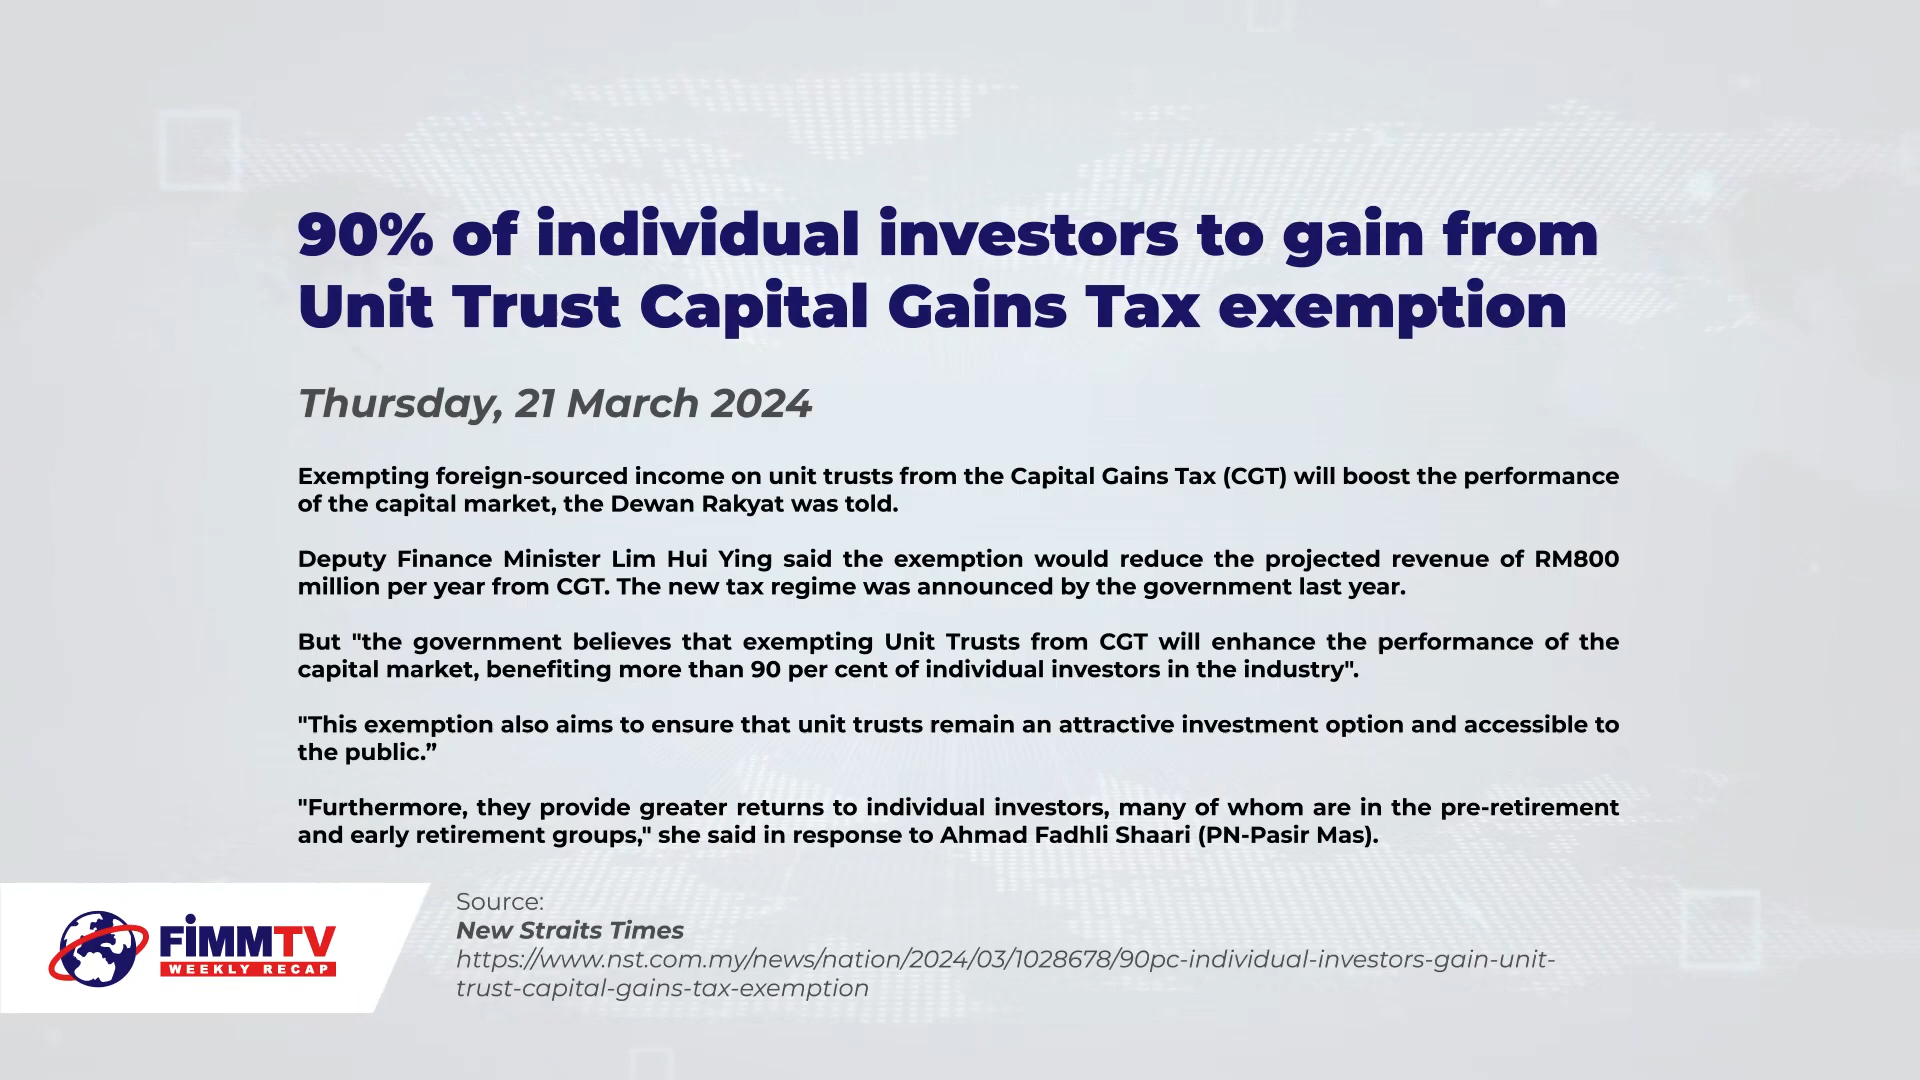 90% of individual investors to gain from
Unit Trust Capital Gains Tax exemption
Thursday, 21 March 2024
Exempting foreign-sourced income on unit trusts from the Capital Gains Tax (CGT) will boost the performance
of the capital market, the Dewan Rakyat was told.
Deputy Finance Minister Lim Hui Ying said the exemption would reduce the projected revenue of RM800
million per year from CGT. The new tax regime was announced by the government last year.
But "the government believes that exempting Unit Trusts from CGT will enhance the performance of the
capital market, benefiting more than 90 per cent of individual investors in the industry".
"This exemption also aims to ensure that unit trusts remain an attractive investment option and accessible to
the public.”
"Furthermore, they provide greater returns to individual investors, many of whom are in the pre-retirement
and early retirement groups," she said in response to Ahmad Fadhli Shaari (PN-Pasir Mas).
FiMMTV
WEEKLY RECAP
Source:
New Straits Times
https://www.nst.com.my/news/nation/2024/03/1028678/90pc-individual-investors-gain-unit-
trust-capital-gains-tax-exemption